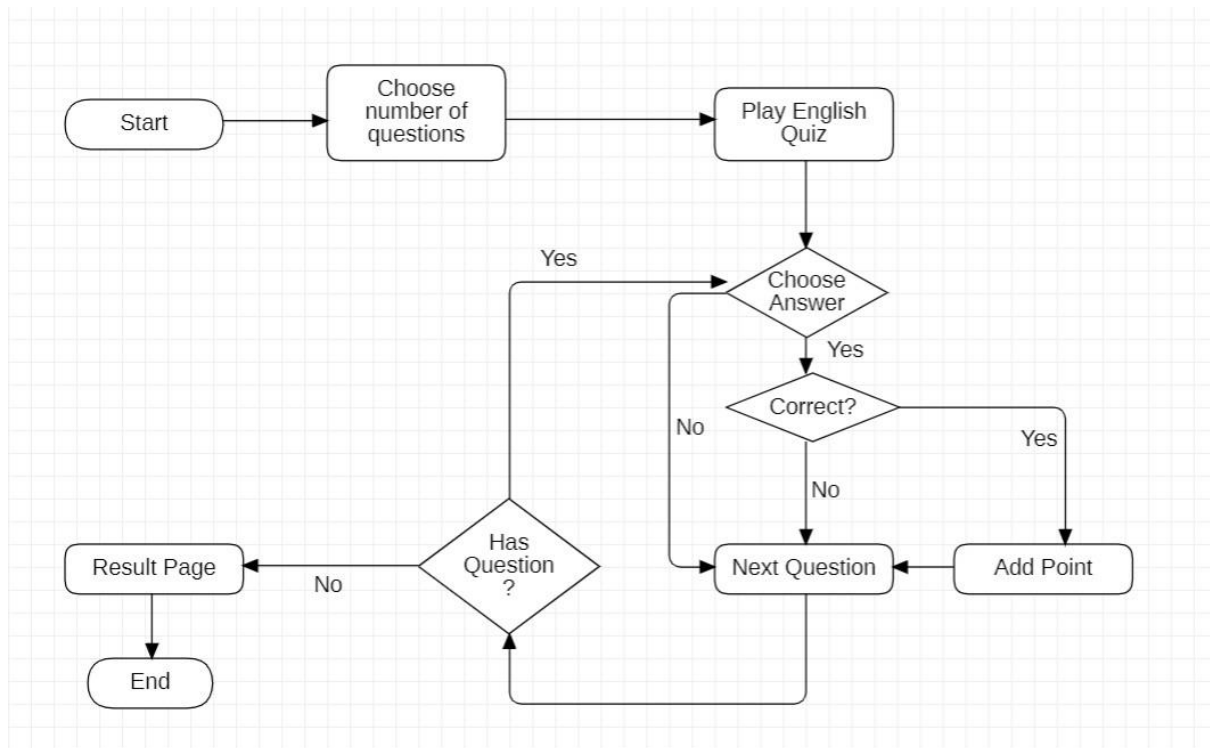 Start
Choose
number of
questions
Play English
Quiz
Yes
Choose
Answer
Yes
Correct?
No
Yes
No
Has
Question
?
Result Page
No
Next Question
Add Point
End